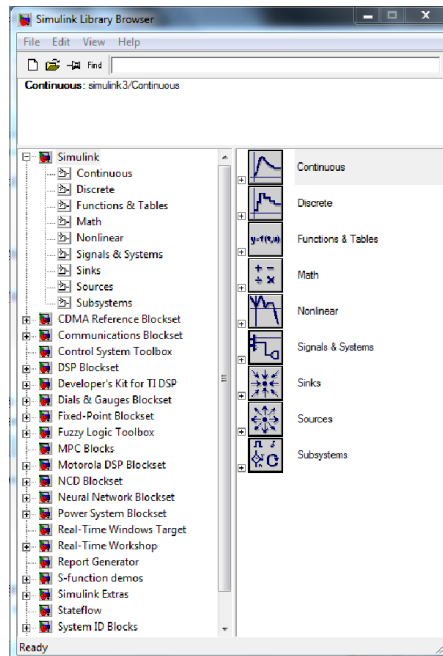 Simulink Library Browser
File Edit View Help
Find
Continuous: simulink3/Continuous
Simulink
Continuous
Discrete
Functions & Tables
Math
Nonlinear
Signals & Systems
Sinks
Sources
Subsystems
CDMA Reference Blockset
Communications Blockset
Control System Toolbox
DSP Blockset
Developer's Kit for TI DSP
Dials & Gauges Blockset
Fixed-Point Blockset
Fuzzy Logic Toolbox
MPC Blocks
Motorola DSP Blockset
NCD Blockset
Neural Network Blockset
Power System Blockset
Real-Time Windows Target
Real-Time Workshop
Report Generator
S-function demos
Simulink Extras
Stateflow
System ID Blocks
Continuous
Discrete
y=f(t,u)
Functions & Tables
Math
Nonlinear
Signals & Systems
Sinks
Sources
Subsystems
Ready